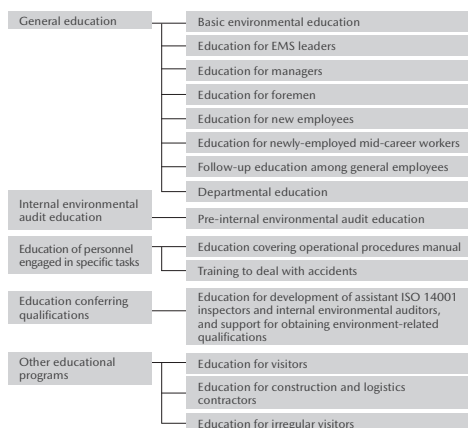 General education
Basic environmental education
Education for EMS leaders
Education for managers
Education for foremen
Education for new employees
Education for newly-employed mid-career workers
Follow-up education among general employees
Departmental education
Internal environmental
audit education
Pre-internal environmental audit education
Education of personnel
engaged in specific tasks
Education covering operational procedures manual
Training to deal with accidents
Education conferring
qualifications
Education for development of assistant ISO 14001
inspectors and internal environmental auditors,
and support for obtaining environment-related
qualifications
Other educational
programs
Education for visitors
Education for construction and logistics
contractors
Education for irregular visitors